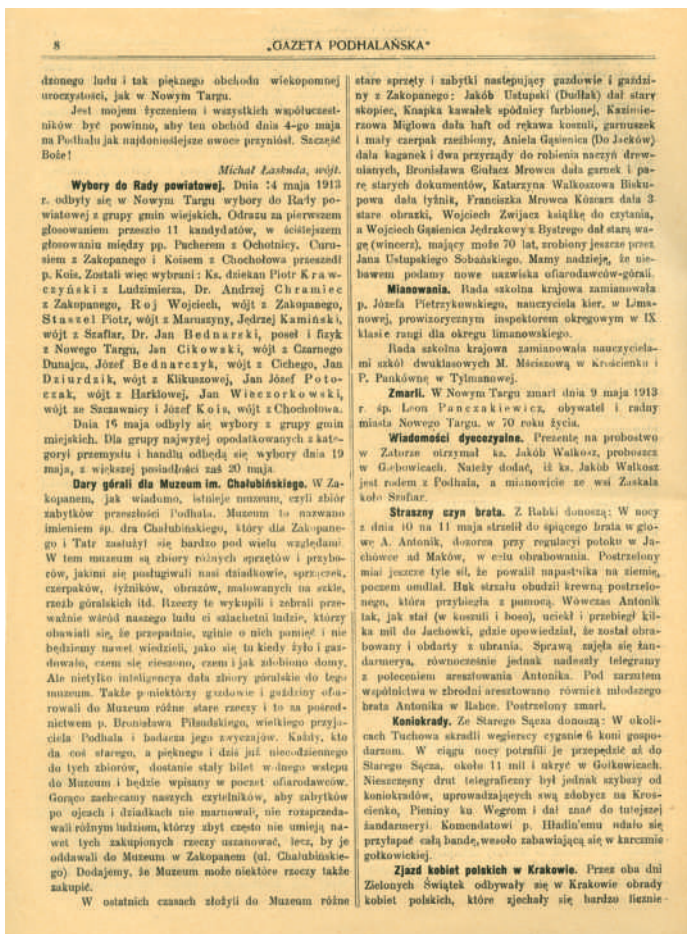 8
„GAZETA PODHALAŃSKA"
dzonego ludu i tak pięknego obchodu wiekopomnej
uroczystości, jak w Nowym Targu.
Jest mojem życzeniem i wszystkich współuczest-
ników być powinno, aby ten obchód dnia 4-go maja
na Podhalu jak najdonioślejsze owoce przyniósł. Szczęść
Boże!
Michał Łaskuda, wójt.
Wybory do Rady powiatowej. Dnia 14 maja 1913
r. odbyły się w Nowym Targu wybory do Rady po-
wiatowej z grupy gmin wiejskich. Odrazu za pierwszem
głosowaniem przeszło 11 kandydatów, w ściślejszem
głosowaniu między pp. Pucherem z Ochotnicy. Curu-
siem z Zakopanego i Koisem z Chochołowa przeszedł
p. Kois. Zostali więc wybrani: Ks. dziekan Piotr Kraw-
czyński z Ludzimierza, Dr. Andrzej Chramiec
z Zakopanego, Roj Wojciech, wójt z Zakopanego,
Staszel Piotr, wójt z Maruszyny, Jędrzej Kamiński,
wójt z Szaflar, Dr. Jan Bednarski, poseł i fizyk
z Nowego Targu, Jan Cikowski, wójt z Czarnego
Dunajca, Józef Bednarczyk, wójt z Cichego, Jan
Dziurdzik, wójt z Klikuszowej, Jan Józef Poto-
czak, wójt z Harklowej, Jan Wieczorkowski,
wójt ze Szczawnicy i Józef Kois, wójt z Chochołowa.
Dnia 16 maja odbyły się wybory z grupy gmin
miejskich. Dla grupy najwyżej opodatkowanych z kate-
goryi przemysłu i handlu odbędą się wybory dnia 19
maja, z większej posiadłości zaś 20 maja.
Dary górali dla Muzeum im. Chałubińskiego. W Za-
kopanem, jak wiadomo, istnieje muzeum, czyli zbiór
zabytków przeszłości Podhala. Muzeum to nazwano
imieniem śp. dra Chałubińskiego, który dla Zakopane-
go i Tatr zasłużył się bardzo pod wielu względami.
W tem muzeum są zbiory różnych sprzętów i przybo-
rów, jakimi się posługiwali nasi dziadkowie, sprzączek,
czerpaków, łyżników, obrazów, malowanych na szkle,
rzeźb góralskich itd. Rzeczy te wykupili i zebrali prze-
ważnie wśród naszego ludu ci szlachetni ludzie, którzy
obawiali się, że przepadnie, zginie o nich pamięć i nie
będziemy nawet wiedzieli, jako się tu kiedy żyło i gaz-
dowało, czem się cieszono, czem i jak zdobiono domy.
Ale nietylko inteligencya dała zbiory góralskie do tego
muzeum. Także poniektórzy gazdowie i gaździny ofia-
rowali do Muzeum różne stare rzeczy i to za pośred-
nictwem p. Bronisława Piłsudskiego, wielkiego przyja-
ciela Podhala i badacza jego zwyczajów. Każdy, kto
da coś starego, a pięknego i dziś już niecodziennego
do tych zbiorów, dostanie stały bilet wolnego wstępu
do Muzeum i będzie wpisany w poczet ofiarodawców.
Gorąco zachęcamy naszych czytelników, aby zabytków
po ojcach i dziadkach nie marnowali, nie rozsprzeda-
wali różnym ludziom, którzy zbyt często nie umieją na-
wet tych zakupionych rzeczy uszanować, lecz, by je
oddawali do Muzeum w Zakopanem (ul. Chałubińskie-
go) Dodajemy, że Muzeum może niektóre rzeczy także
zakupić.
W ostatnich czasach złożyli do Muzeum różne
stare sprzęty i zabytki następujący gazdowie i gaździ-
ny z Zakopanego: Jakób Ustupski (Dudłak) dał stary
skopiec, Knapka kawałek spódnicy farbionej, Kazimie-
rzowa Miglowa dała haft od rękawa koszuli, garnuszek
i mały czerpak rzeźbiony, Aniela Gąsienica (Do Jacków)
dała kaganek i dwa przyrządy do robienia naczyń drew-
nianych, Bronisława Ciułacz Mrowca dała garnek i pa-
rę starych dokumentów, Katarzyna Walkoszowa Bisku-
powa dała łyżnik, Franciszka Mrowca Kózcarz dała 3
stare obrazki, Wojciech Zwijacz książkę do czytania,
a Wojciech Gąsienica Jędrzkowy z Bystrego dał starą wa-
gę (wincerz), mający może 70 lat, zrobiony jeszcze przez
Jana Ustupskiego Sobańskiego. Mamy nadzieję, że nie-
bawem podamy nowe nazwiska ofiarodawców-górali.
Mianowania. Rada szkolna krajowa zamianowała
p. Józefa Pietrzykowskiego, nauczyciela kier. w Lima-
nowej, prowizorycznym inspektorem okręgowym w IX
klasie rangi dla okręgu limanowskiego.
Rada szkolna krajowa zamianowała nauczyciela-
mi szkół dwuklasowych M. Mściszową w Krościenku i
P. Pankównę w Tylmanowej.
Zmarli. W Nowym Targu zmarł dnia 9 maja 1913
r. śp. Leon Panczakiewicz, obywatel i radny
miasta Nowego Targu. w 70 roku życia.
Wiadomości dyecezyalne. Prezentę na probostwo
w Zatorze otrzymał ks. Jakób Walkosz, proboszcz
w Gębowicach. Należy dodać, iż ks. Jakób Walkosz
jest rodem z Podhala, a mianowicie ze wsi Zaskala
koło Szaflar.
Straszny czyn brata. Z Rabki donoszą: W nocy
z dnia 10 na 11 maja strzelił do śpiącego brata w gło-
wę A. Antonik, dozorca przy regulacyi potoku w Ja-
chówce ad Maków, w celu obrabowania. Postrzelony
miał jeszcze tyle sił, że powalił napastnika na ziemię,
poczem omdlał. Huk strzału obudził krewną postrzelo-
nego, która przybiegła z pomocą. Wówczas Antonik
tak, jak stał (w koszuli i boso), uciekł i przebiegł kil-
ka mil do Jachówki, gdzie opowiedział, że został obra-
bowany i obdarty z ubrania. Sprawą zajęła się żan-
darmerya, równocześnie jednak nadeszły telegramy
z poleceniem aresztowania Antonika. Pod zarzutem
wspólnictwa w zbrodni aresztowano również młodszego
brata Antonika w Rabce. Postrzelony zmarł.
Koniokrady. Ze Starego Sącza donoszą: W okoli-
cach Tuchowa skradli węgierscy cyganie 6 koni gospo-
darzom. W ciągu nocy potrafili je przepędzić aż do
Starego Sącza, około 11 mil i ukryć w Gołkowicach.
Nieszczęsny drut telegraficzny był jednak szybszy od
koniokradów, uprowadzających swą zdobycz na Kroś-
cienko, Pieniny ku Węgrom i dał znać do tutejszej
żandarmeryi. Komendatowi p. Hladin'emu udało się
przyłapać całą bandę, wesoło zabawiającą się w karczmie
gołkowickiej.
Zjazd kobiet polskich w Krakowie. Przez oba dni
Zielonych Świątek odbywały się w Krakowie obrady
kobiet polskich, które zjechały się bardzo licznie